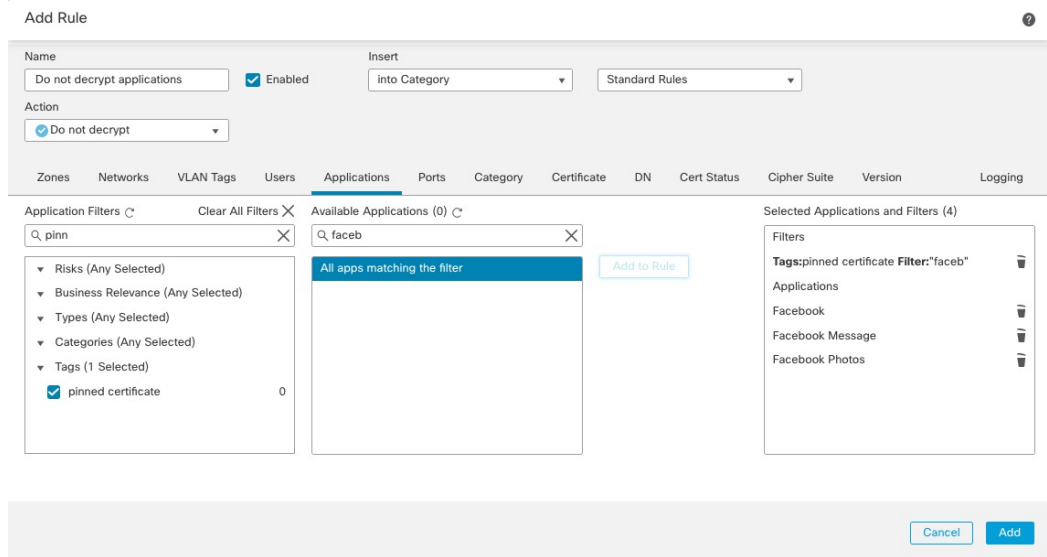 Add Rule
Name
Insert
Do not decrypt applications
Enabled
into Category
Standard Rules
Action
Do not decrypt
Zones Networks VLAN Tags Users Applications Ports Category Certificate DN Cert Status Cipher Suite Version Logging
Application Filters
Clear All Filters
pinn
Risks (Any Selected)
Business Relevance (Any Selected)
Types (Any Selected)
Categories (Any Selected)
Tags (1 Selected)
pinned certificate 0
Available Applications (0)
faceb
All apps matching the filter
Add to Rule
Selected Applications and Filters (4)
Filters
Tags:pinned certificate Filter:"faceb"
Applications
Facebook
Facebook Message
Facebook Photos
Cancel
Add